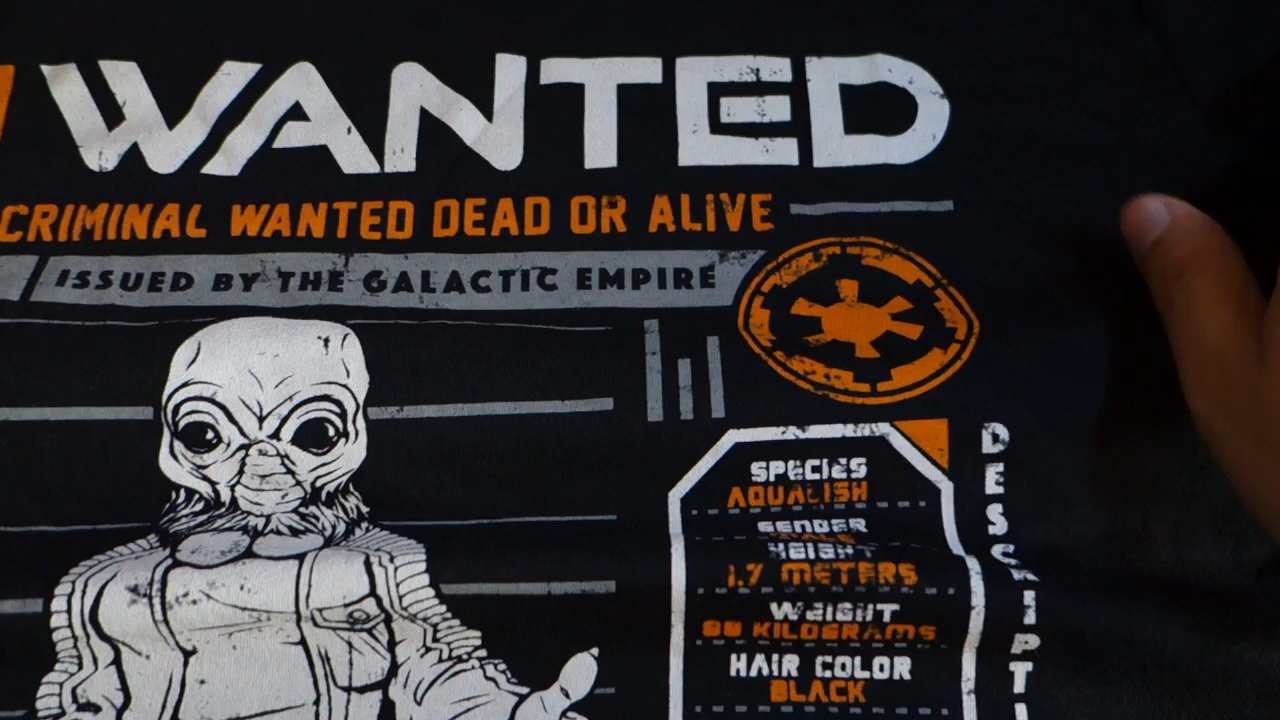 WANTED
CRIMINAL WANTED DEAD OR ALIVE
ISSUED BY THE GALACTIC EMPIRE
SPECIES
AQUALISH
GENDER
HEIGHT
1.7 METERS
WEIGHT
KILOGRAMS
HAIR COLOR
BLACK
DESCRIPTI